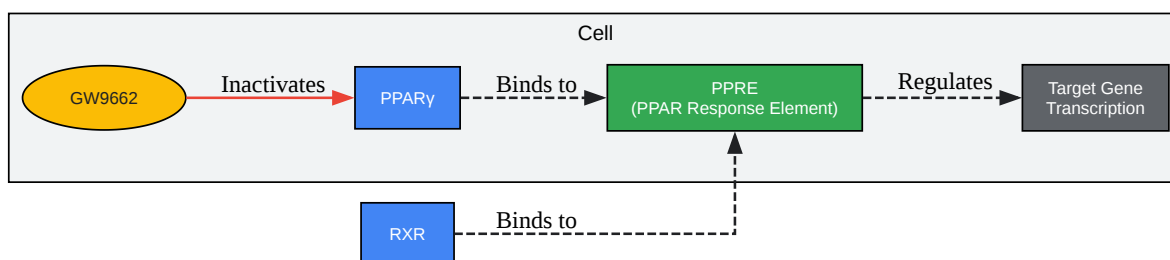 Cell
GW9662
Inactivates
PPARγ
Binds to
PPRE
(PPAR Response Element)
Regulates
Target Gene
Transcription
RXR
Binds to